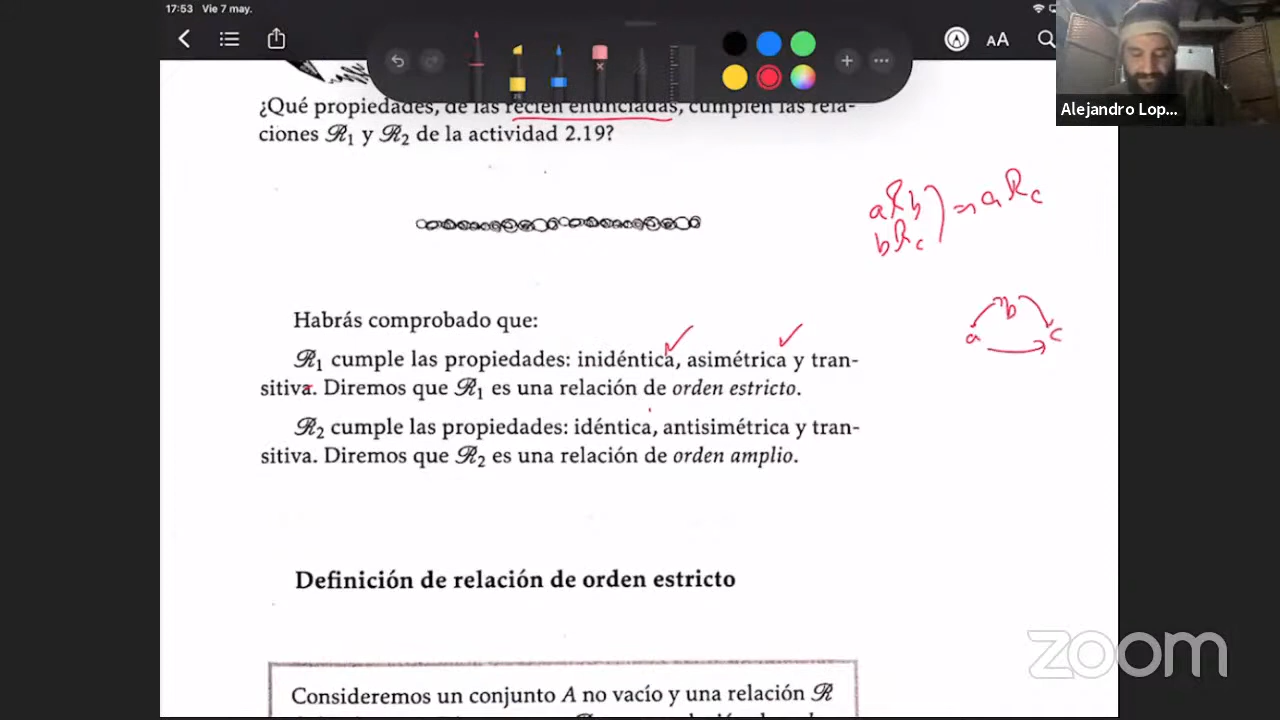 17:53 Vie 7 may.
AA
Alejandro Lop...
¿Qué propiedades, de las recién enunciadas, cumplen las rela-
ciones ℛ₁ y ℛ₂ de la actividad 2.19?
aℛb
bℛc
⇒ aℛc
b
a c
Habrás comprobado que:
ℛ₁ cumple las propiedades: inidéntica, asimétrica y tran-
sitiva. Diremos que ℛ₁ es una relación de orden estricto.
ℛ₂ cumple las propiedades: idéntica, antisimétrica y tran-
sitiva. Diremos que ℛ₂ es una relación de orden amplio.
Definición de relación de orden estricto
zoom
Consideremos un conjunto A no vacío y una relación ℛ